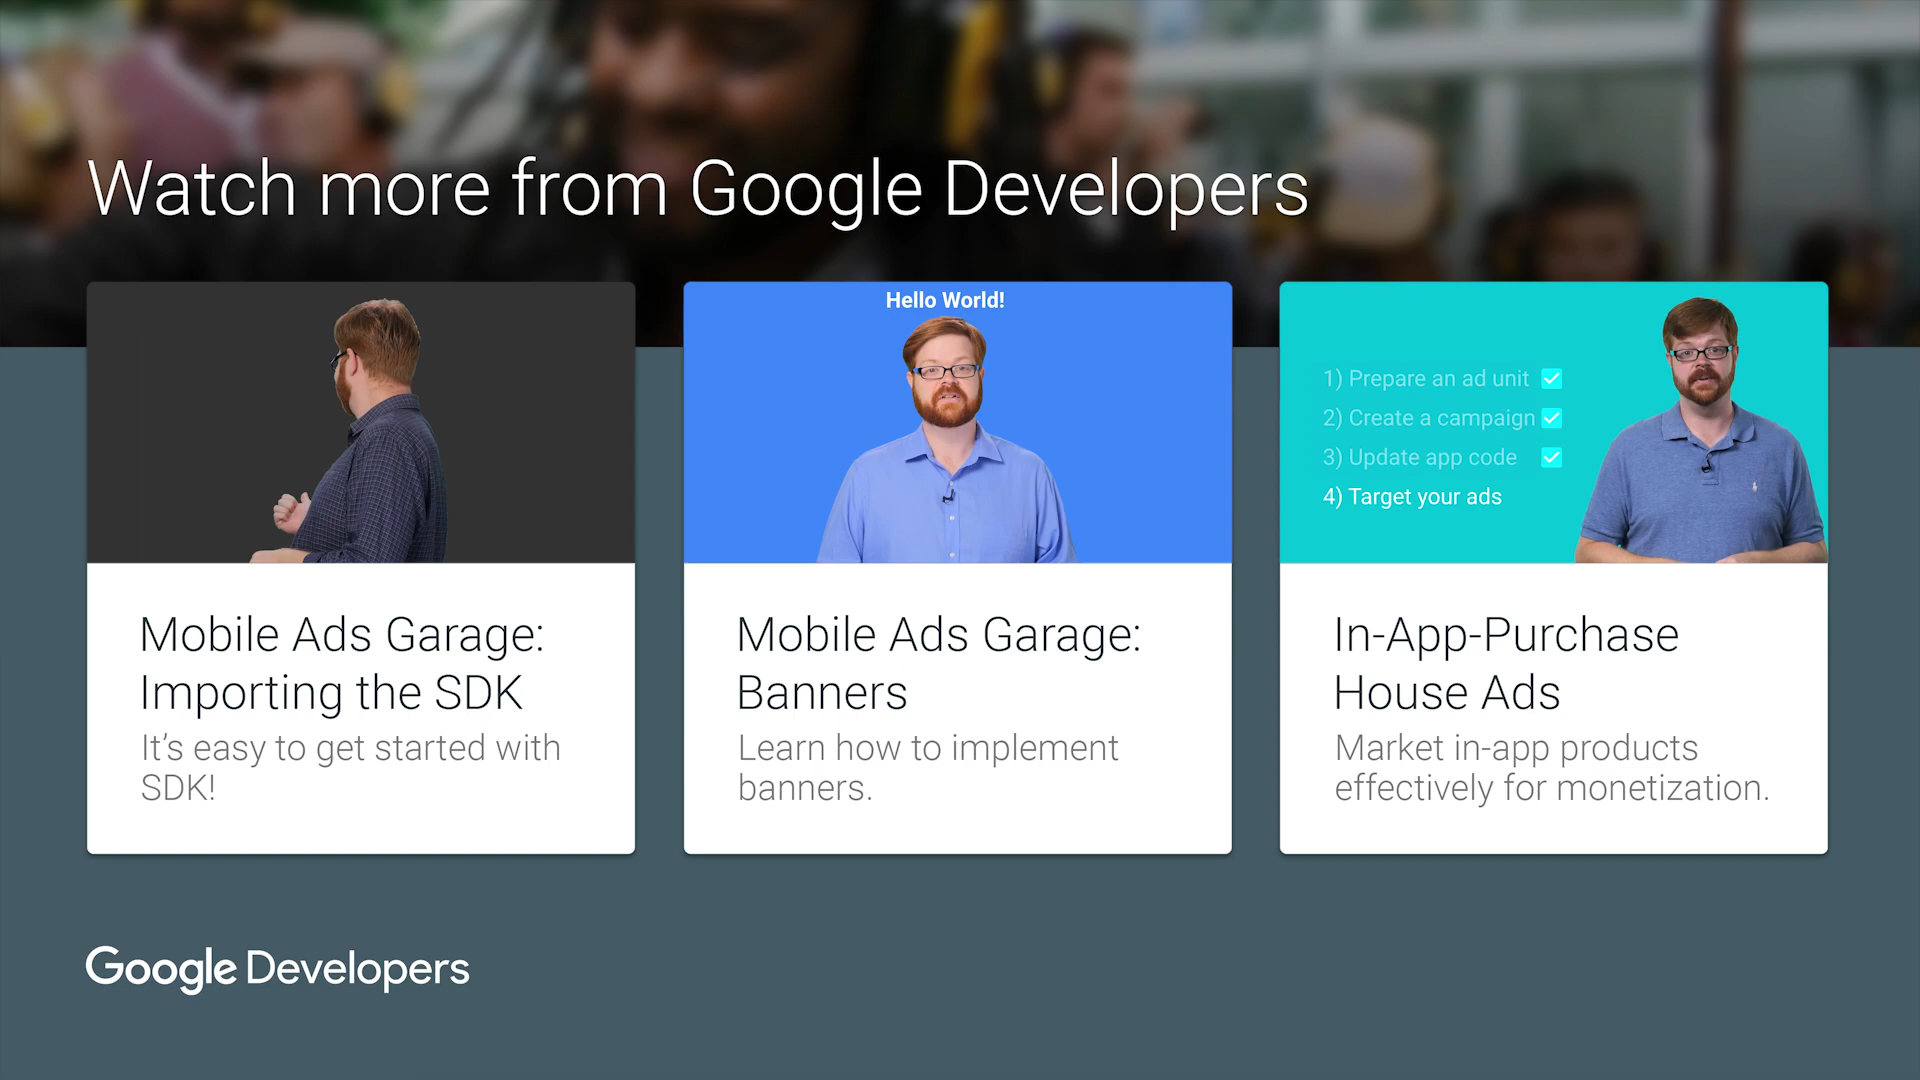 Watch more from Google Developers
Hello World!
1) Prepare an ad unit
2) Create a campaign
3) Update app code
4) Target your ads
Mobile Ads Garage:
Importing the SDK
It’s easy to get started with
SDK!
Mobile Ads Garage:
Banners
Learn how to implement
banners.
In-App-Purchase
House Ads
Market in-app products
effectively for monetization.
Google Developers